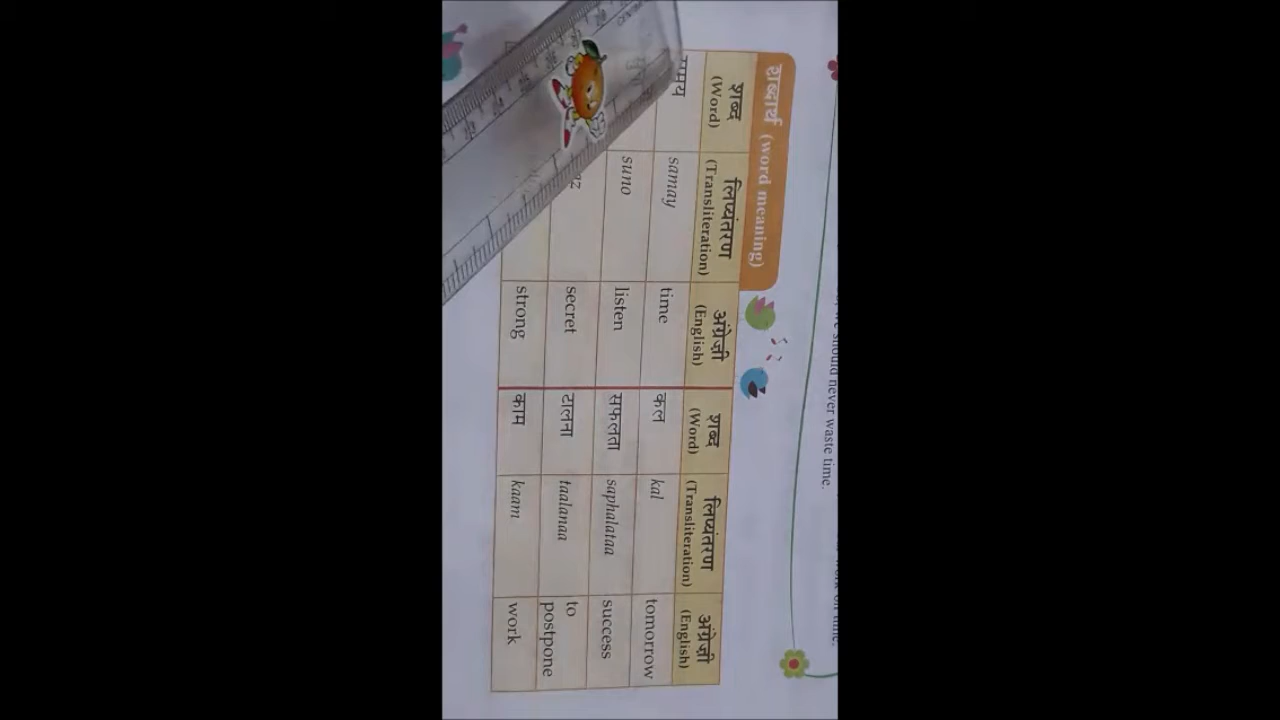 should never waste time.
शब्दार्थ (word meaning)
शब्द लिप्यंतरण अंग्रेज़ी शब्द लिप्यंतरण अंग्रेज़ी
(Word) (Transliteration) (English) (Word) (Transliteration) (English)
samay time कल kal tomorrow
suno listen सफलता saphalataa success
secret टालना taalanaa to
postpone
strong काम kaam work